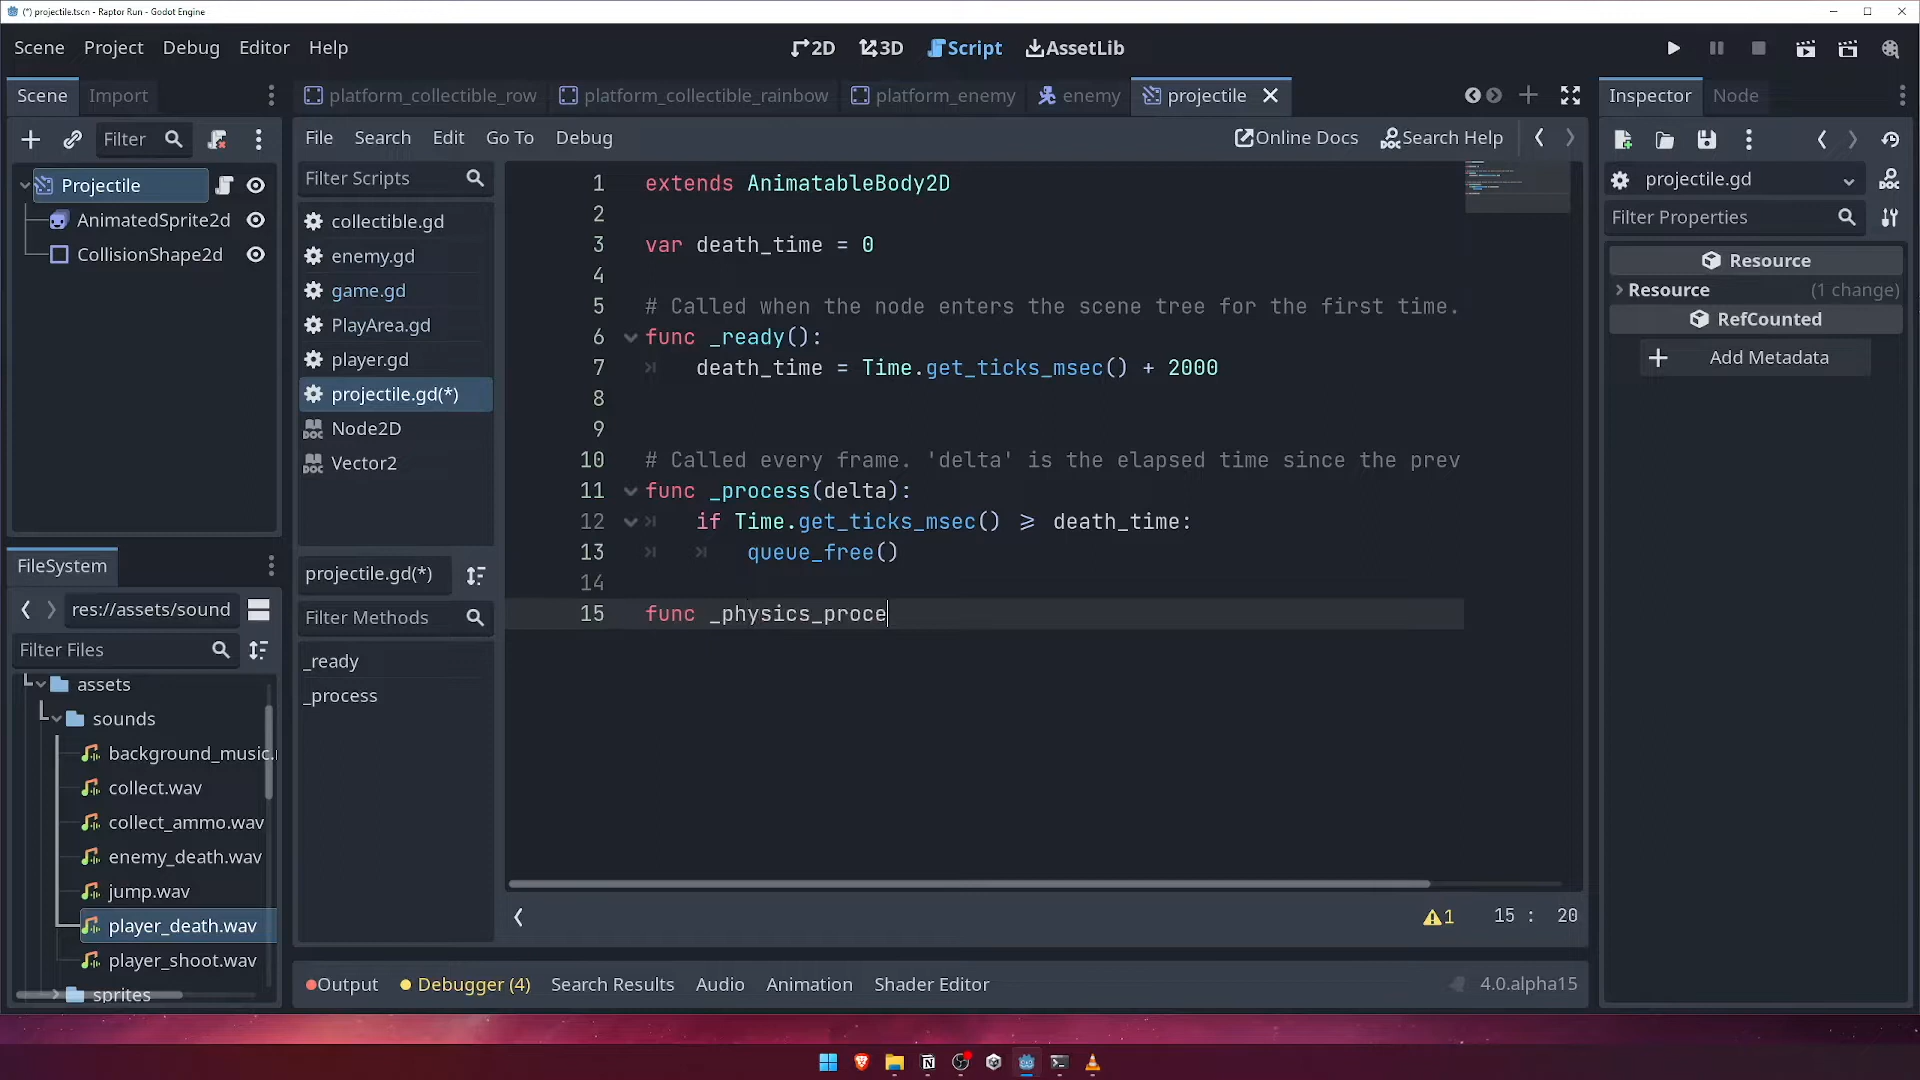 (*) projectile.tscn - Raptor Run - Godot Engine
Scene Project Debug Editor Help
2D 3D Script AssetLib
Scene Import
platform_collectible_row platform_collectible_rainbow platform_enemy enemy projectile
Inspector Node
Filter
File Search Edit Go To Debug
Online Docs Search Help
Projectile
AnimatedSprite2d
CollisionShape2d
Filter Scripts
collectible.gd
enemy.gd
game.gd
PlayArea.gd
player.gd
projectile.gd(*)
Node2D
Vector2
projectile.gd(*)
Filter Methods
_ready
_process
1 extends AnimatableBody2D
2
3 var death_time = 0
4
5 # Called when the node enters the scene tree for the first time.
6 func _ready():
7 death_time = Time.get_ticks_msec() + 2000
8
9
10 # Called every frame. 'delta' is the elapsed time since the prev
11 func _process(delta):
12 if Time.get_ticks_msec() ⩾ death_time:
13 queue_free()
14
15 func _physics_proce
1 15 : 20
projectile.gd
Filter Properties
Resource
Resource (1 change)
RefCounted
Add Metadata
FileSystem
res://assets/sound
Filter Files
assets
sounds
background_music.
collect.wav
collect_ammo.wav
enemy_death.wav
jump.wav
player_death.wav
player_shoot.wav
sprites
Output Debugger (4) Search Results Audio Animation Shader Editor
4.0.alpha15